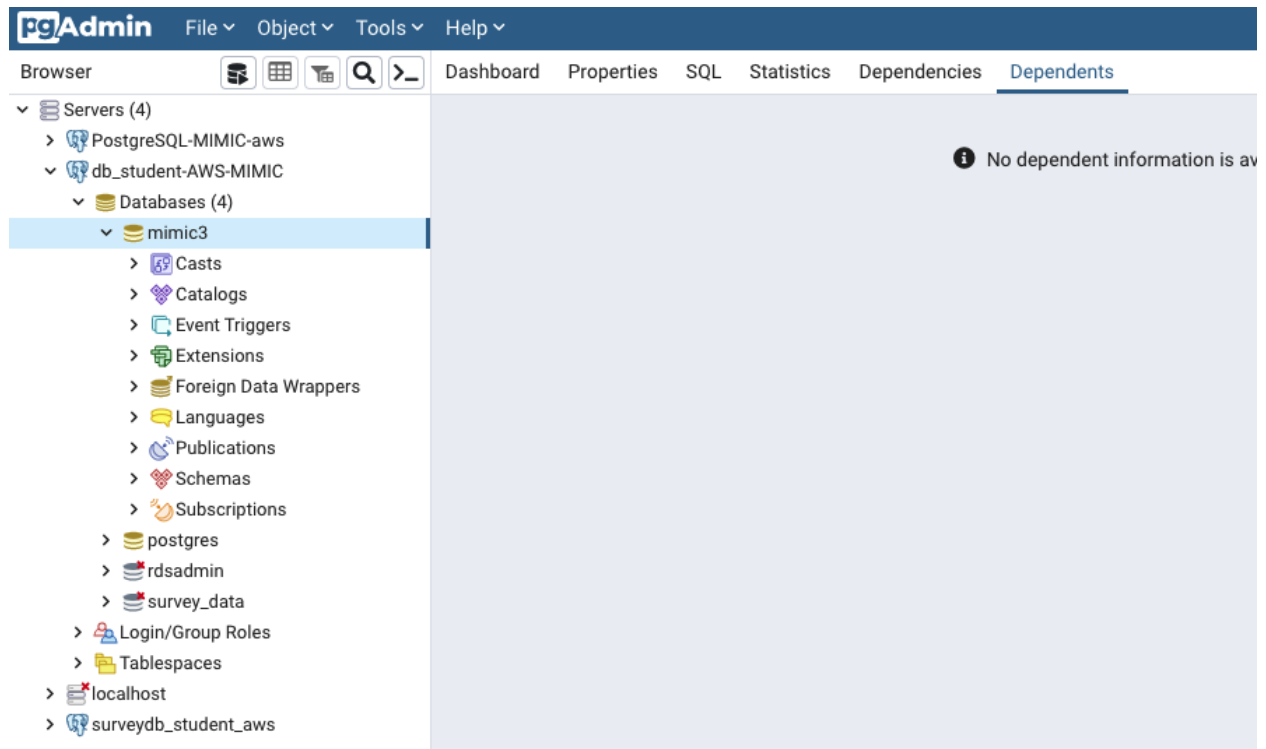 pgAdmin File Object Tools Help
Browser Dashboard Properties SQL Statistics Dependencies Dependents
Servers (4)
PostgreSQL-MIMIC-aws
No dependent information is av
db_student-AWS-MIMIC
Databases (4)
mimic3
Casts
Catalogs
Event Triggers
Extensions
Foreign Data Wrappers
Languages
Publications
Schemas
Subscriptions
postgres
rdsadmin
survey_data
Login/Group Roles
Tablespaces
localhost
surveydb_student_aws